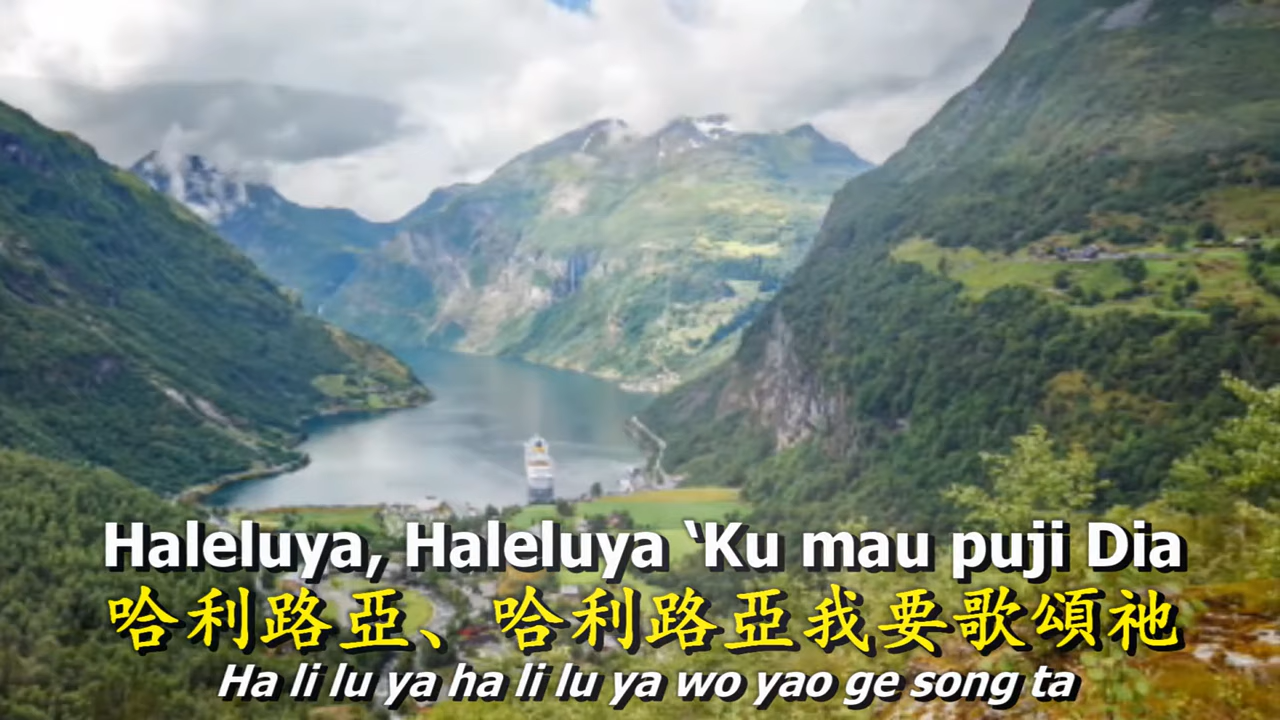 Haleluya, Haleluya ‘Ku mau puji Dia
哈利路亞、哈利路亞我要歌頌祂
Ha li lu ya ha li lu ya wo yao ge song ta